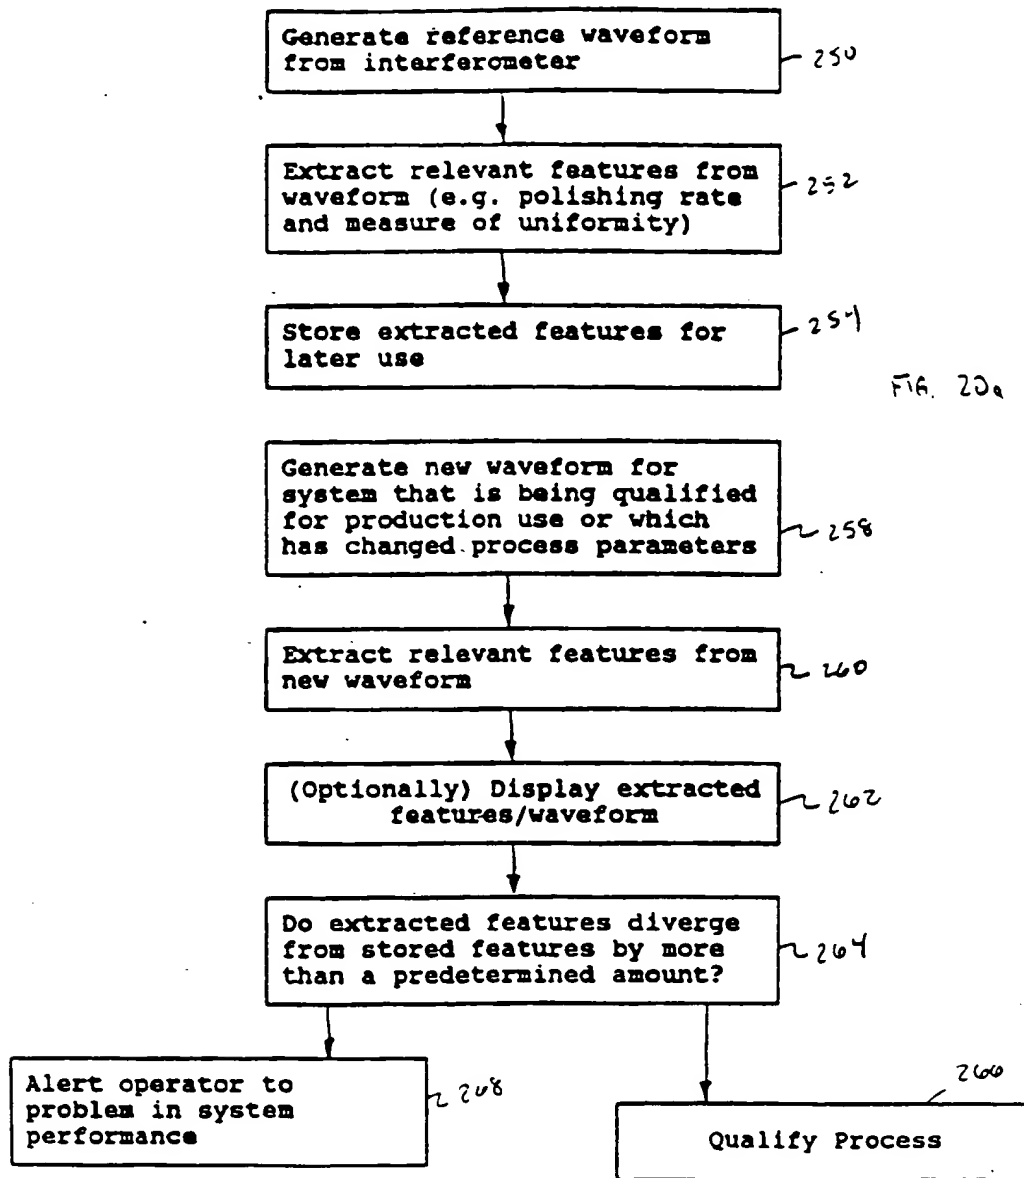 Generate reference waveform
from interferometer
250
Extract relevant features from
waveform (e.g. polishing rate
and measure of uniformity)
252
Store extracted features for
later use
254
FIG. 20a
Generate new waveform for
system that is being qualified
for production use or which
has changed process parameters
258
Extract relevant features from
new waveform
260
(Optionally) Display extracted
features/waveform
262
Do extracted features diverge
from stored features by more
than a predetermined amount?
264
Alert operator to
problem in system
performance
268
266
Qualify Process